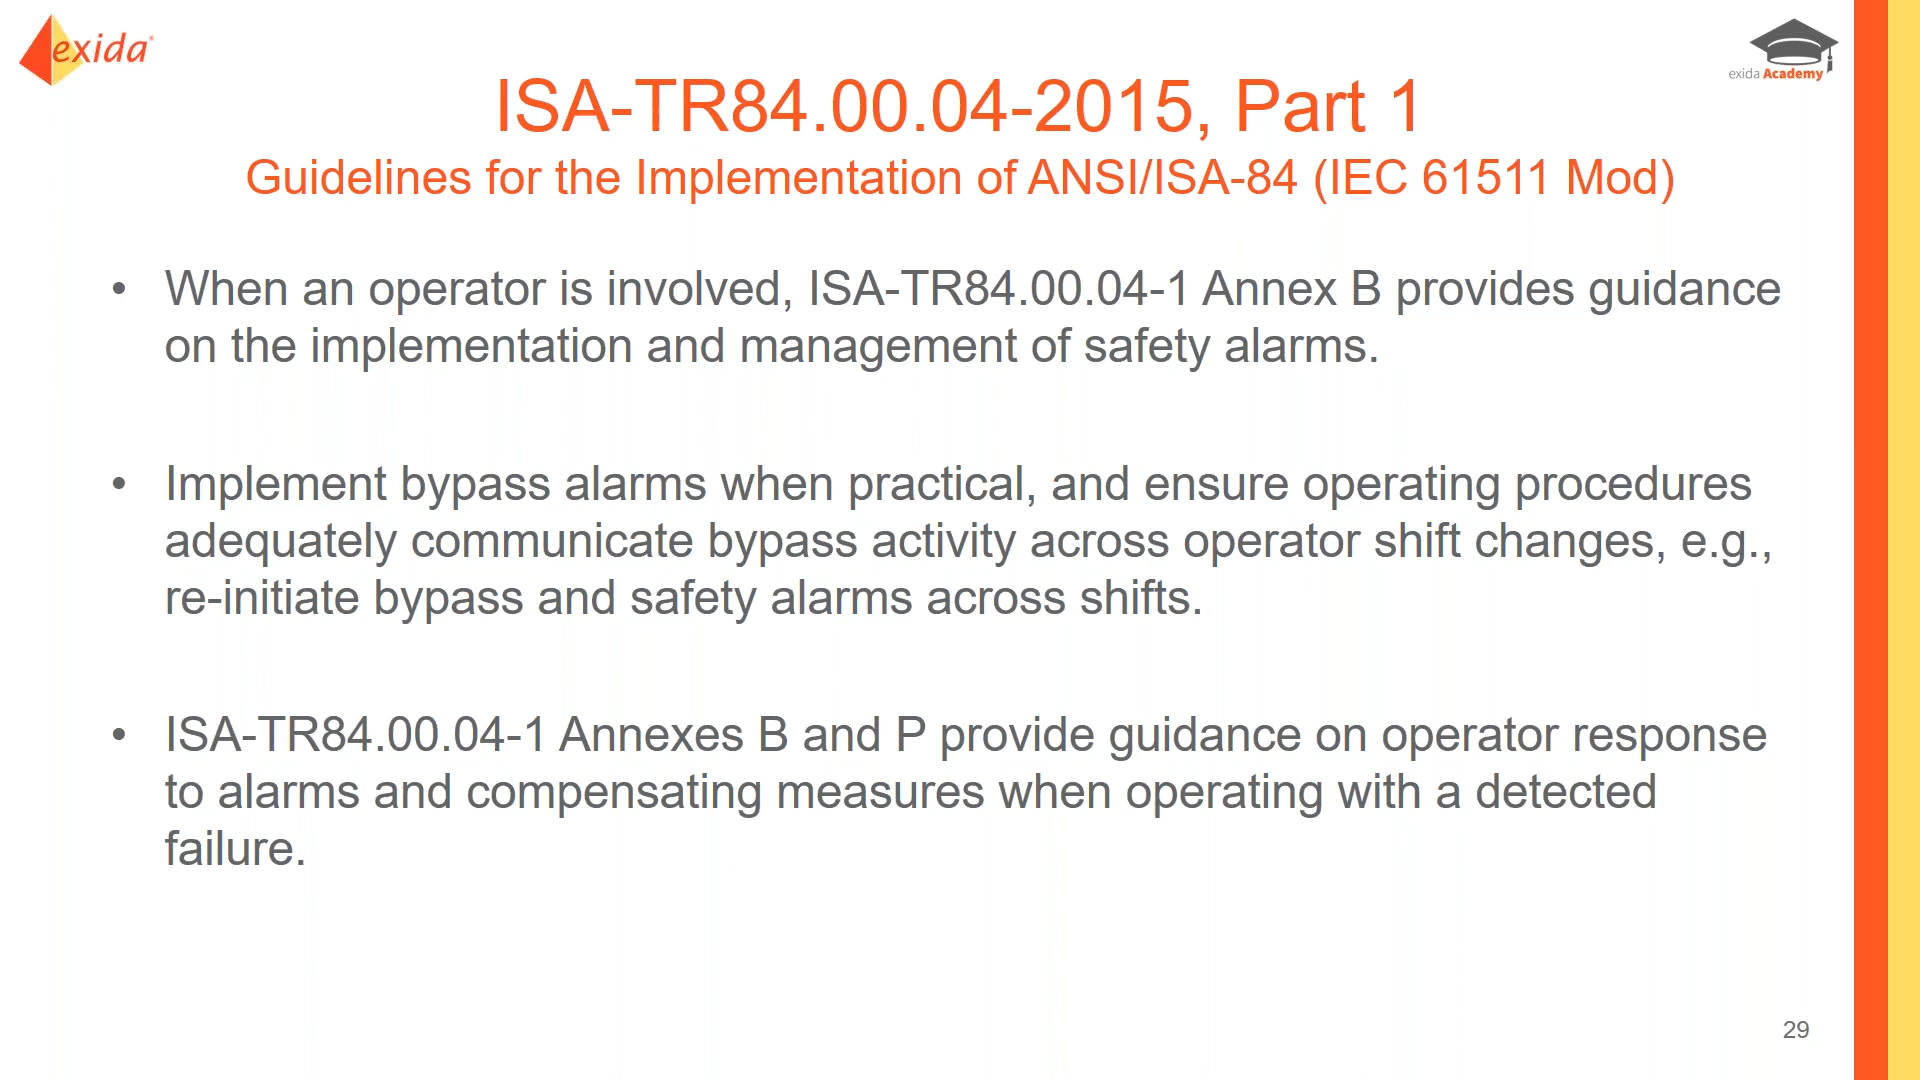 exida®
exida Academy
ISA-TR84.00.04-2015, Part 1
Guidelines for the Implementation of ANSI/ISA-84 (IEC 61511 Mod)
• When an operator is involved, ISA-TR84.00.04-1 Annex B provides guidance
on the implementation and management of safety alarms.
• Implement bypass alarms when practical, and ensure operating procedures
adequately communicate bypass activity across operator shift changes, e.g.,
re-initiate bypass and safety alarms across shifts.
• ISA-TR84.00.04-1 Annexes B and P provide guidance on operator response
to alarms and compensating measures when operating with a detected
failure.
29